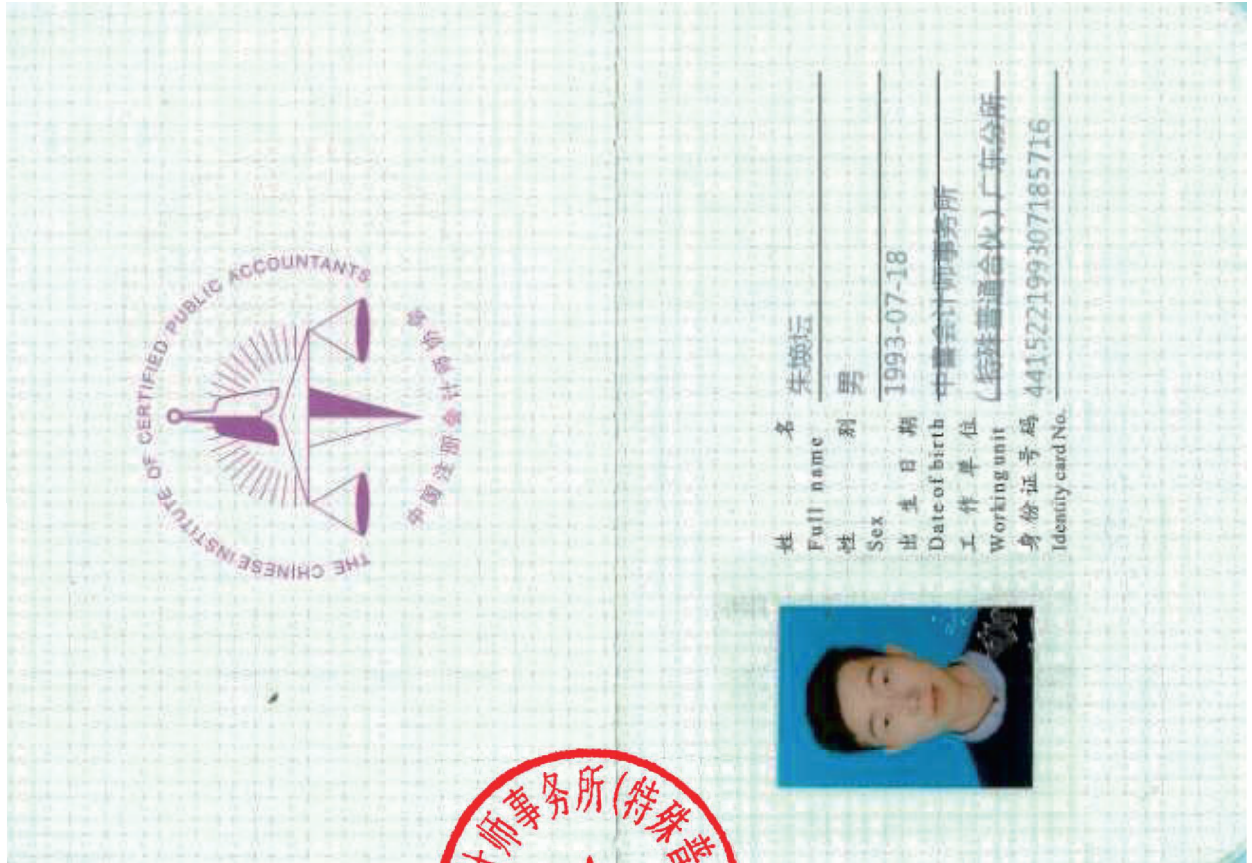 THE CHINESE INSTITUTE OF CERTIFIED PUBLIC ACCOUNTANTS
中国注册会计师协会
姓 名 朱焕坛
Full name
性 别 男
Sex
出 生 日 期 1993-07-18
Date of birth
工 作 单 位 中審会计师事务所
Working unit (特殊普通合伙)广东分所
身 份 证 号 码 441522199307185716
Identity card No.
师事务所(特殊普